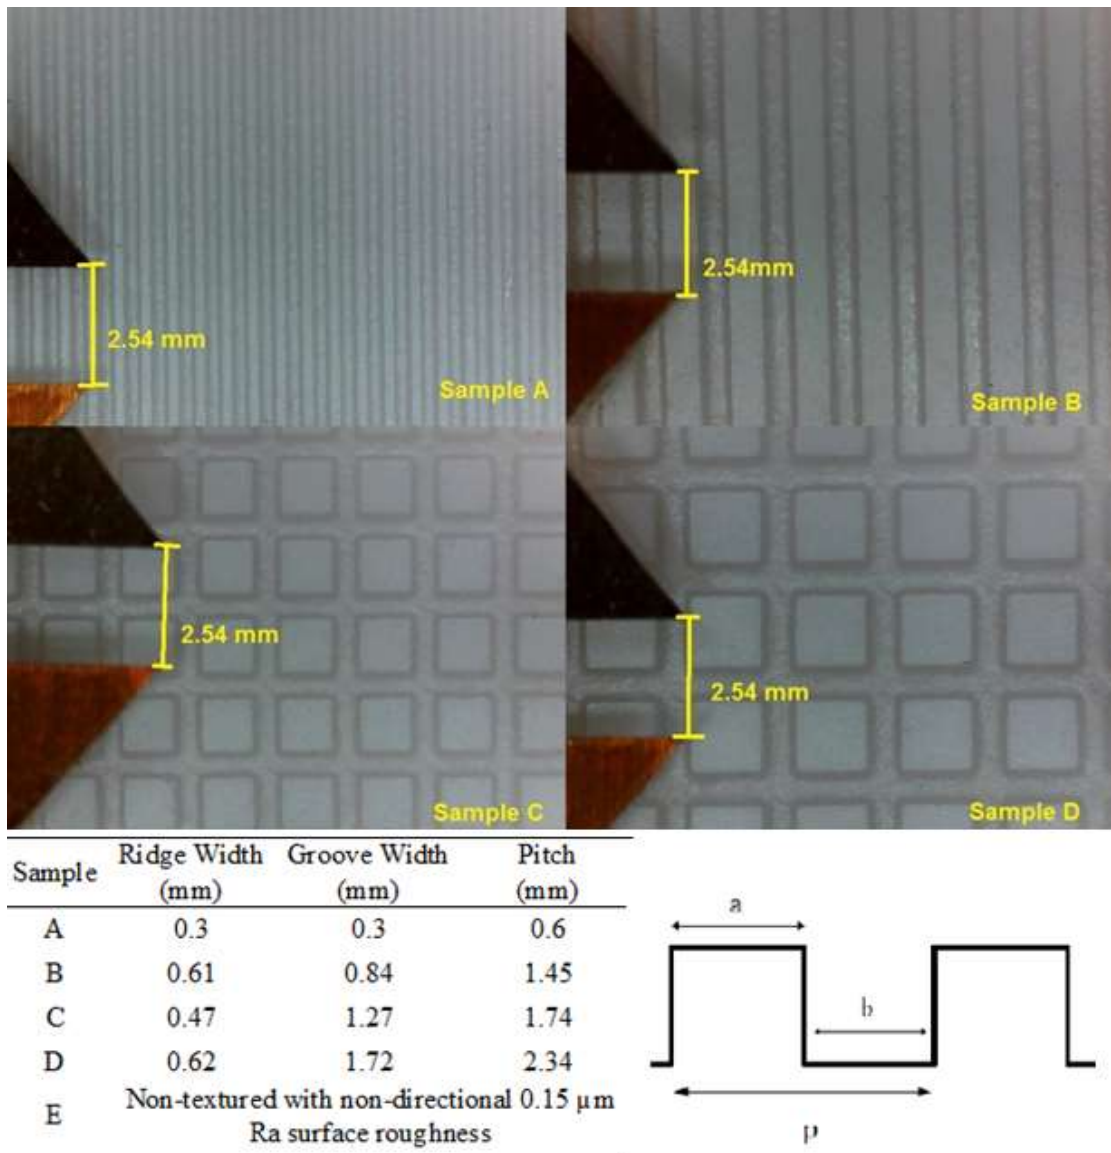 2.54 mm
Sample A
2.54mm
Sample B
2.54 mm
Sample C
2.54 mm
Sample D
Sample Ridge Width (mm) Groove Width (mm) Pitch (mm)
A 0.3 0.3 0.6
B 0.61 0.84 1.45
C 0.47 1.27 1.74
D 0.62 1.72 2.34
E Non-textured with non-directional 0.15 μm
Ra surface roughness
a
b
p